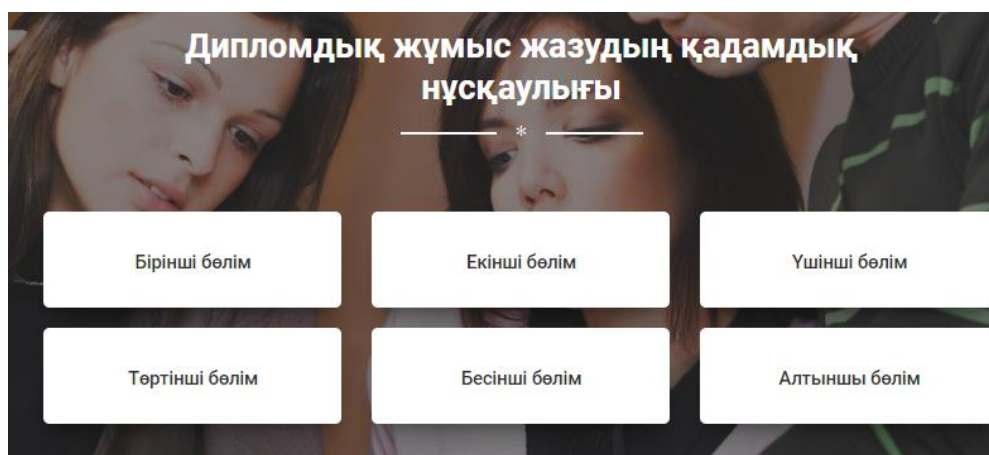 Дипломдық жұмыс жазудың қадамдық
нұсқаулығы
*
Бірінші бөлім
Екінші бөлім
Үшінші бөлім
Төртінші бөлім
Бесінші бөлім
Алтыншы бөлім